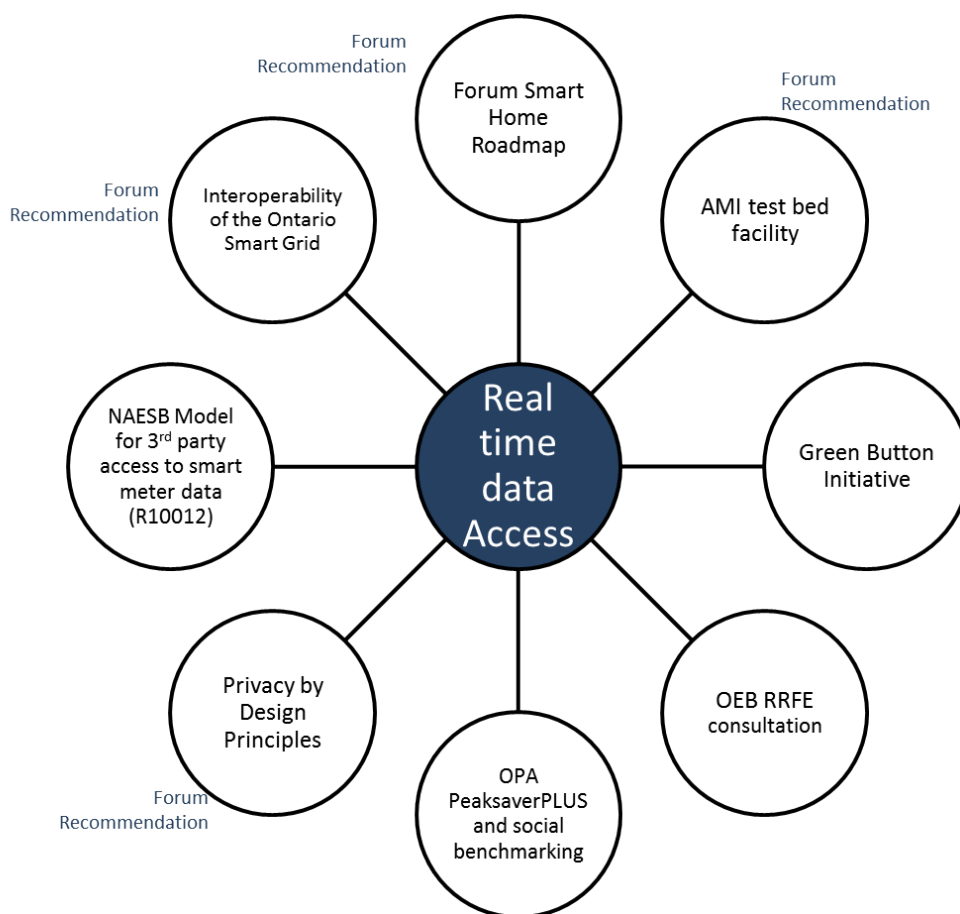 Forum
Recommendation
Forum Smart
Home
Roadmap
Forum
Recommendation
AMI test bed
facility
Forum
Recommendation
Interoperability
of the Ontario
Smart Grid
Real
time
data
Access
NAESB Model
for 3rd party
access to smart
meter data
(R10012)
Green Button
Initiative
Privacy by
Design
Principles
Forum
Recommendation
OPA
PeaksaverPLUS
and social
benchmarking
OEB RRFE
consultation